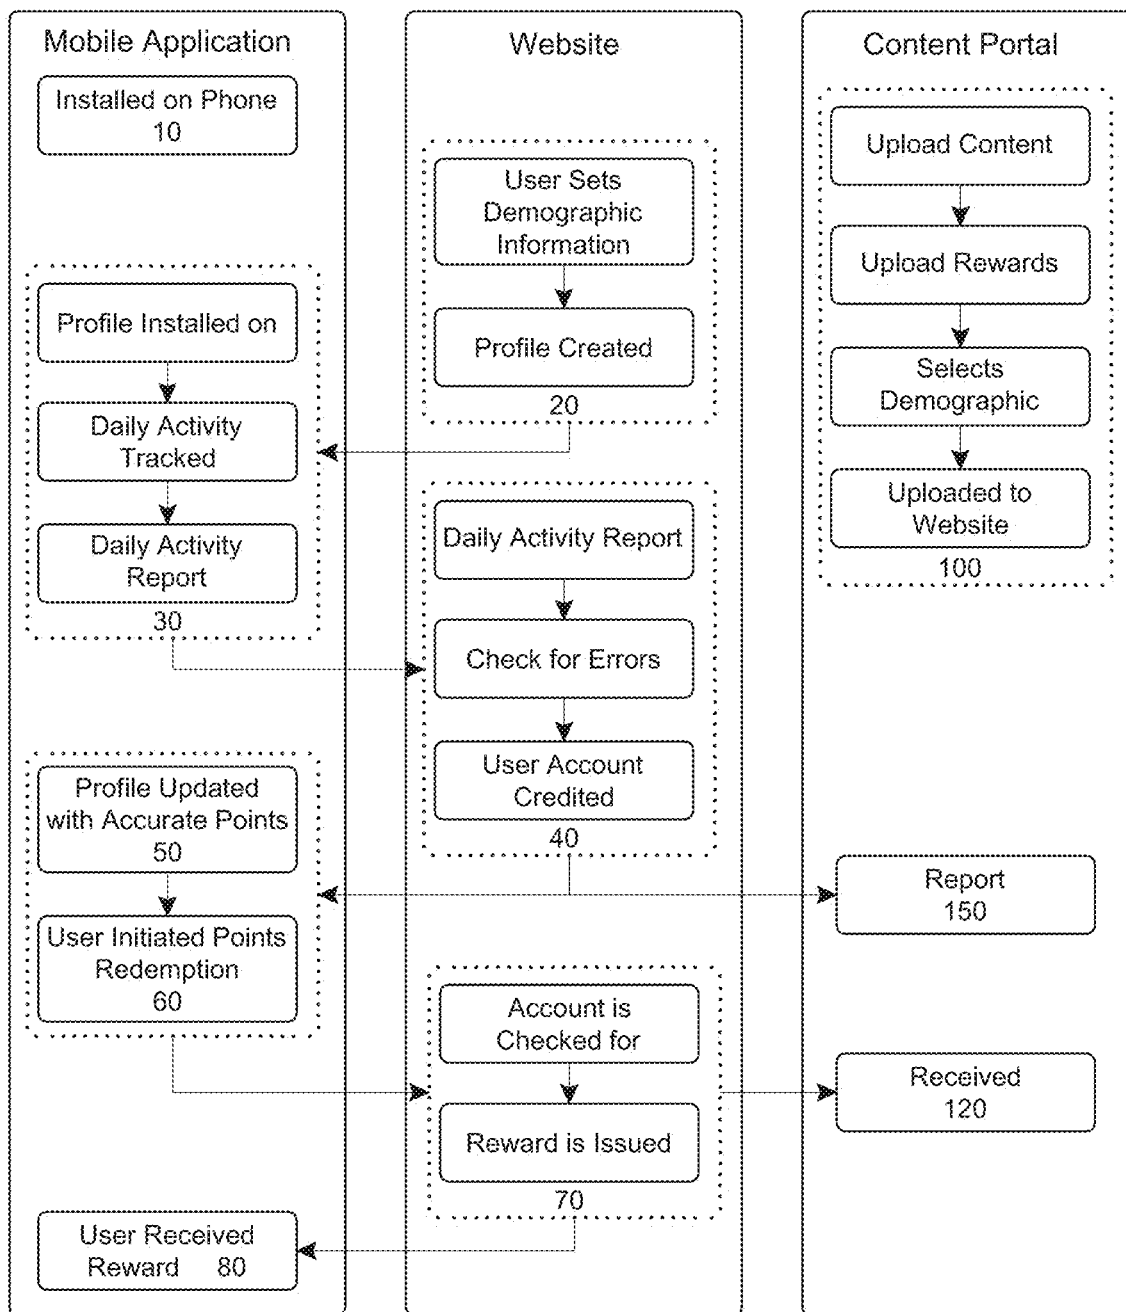 Mobile Application
Installed on Phone
10
Profile Installed on
Daily Activity
Tracked
Daily Activity
Report
30
Profile Updated
with Accurate Points
50
User Initiated Points
Redemption
60
User Received
Reward 80
Website
User Sets
Demographic
Information
Profile Created
20
Daily Activity Report
Check for Errors
User Account
Credited
40
Account is
Checked for
Reward is Issued
70
Content Portal
Upload Content
Upload Rewards
Selects
Demographic
Uploaded to
Website
100
Report
150
Received
120